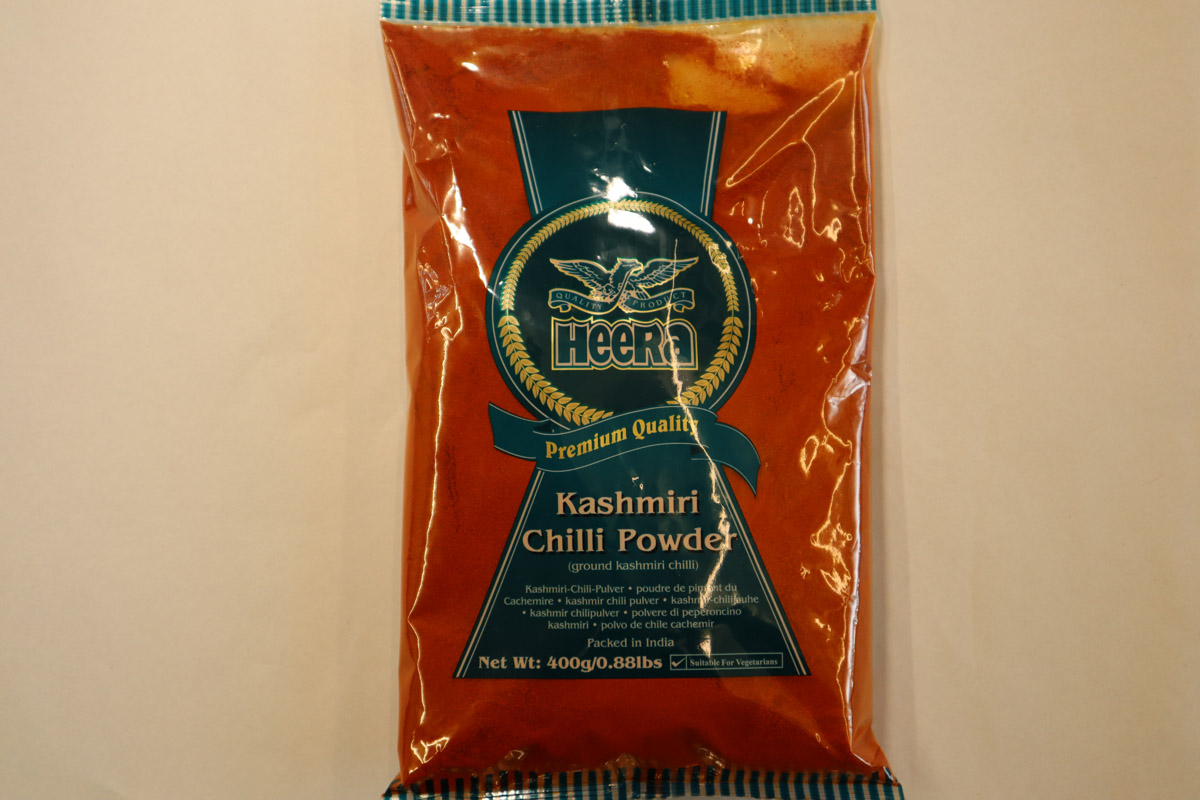 QUALITY PRODUCT
HEERA
Premium Quality
Kashmiri
Chilli Powder
(ground kashmiri chilli)
Kashmiri-Chili-Pulver • poudre de piment du
Cachemire • kashmir chili pulver • kashmir-chilijauhe
• kashmir chilipulver • polvere di peperoncino
kashmiri • polvo de chile cachemir
Packed in India
Net Wt: 400g/0.88lbs Suitable For Vegetarians